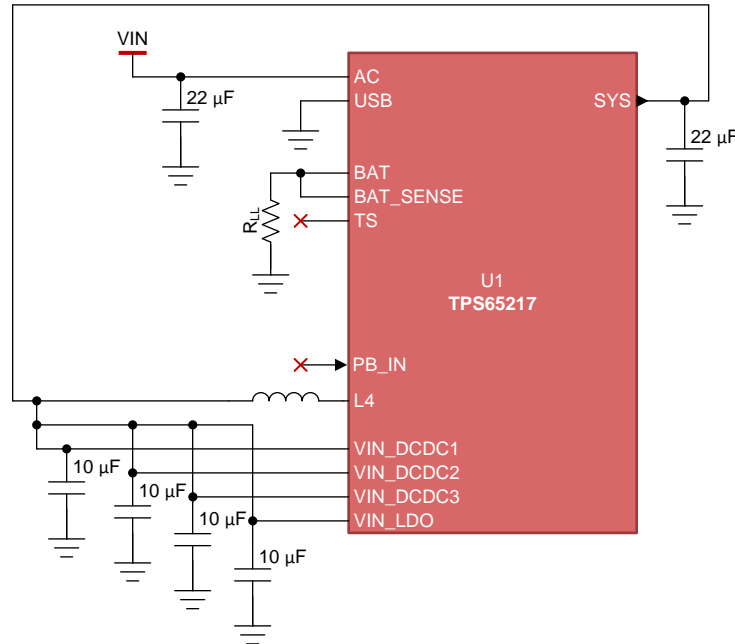 VIN
22 µF
AC
USB
SYS
22 µF
BAT
BAT_SENSE
TS
RLL
U1
TPS65217
PB_IN
L4
VIN_DCDC1
10 µF
VIN_DCDC2
10 µF
VIN_DCDC3
10 µF
VIN_LDO
10 µF